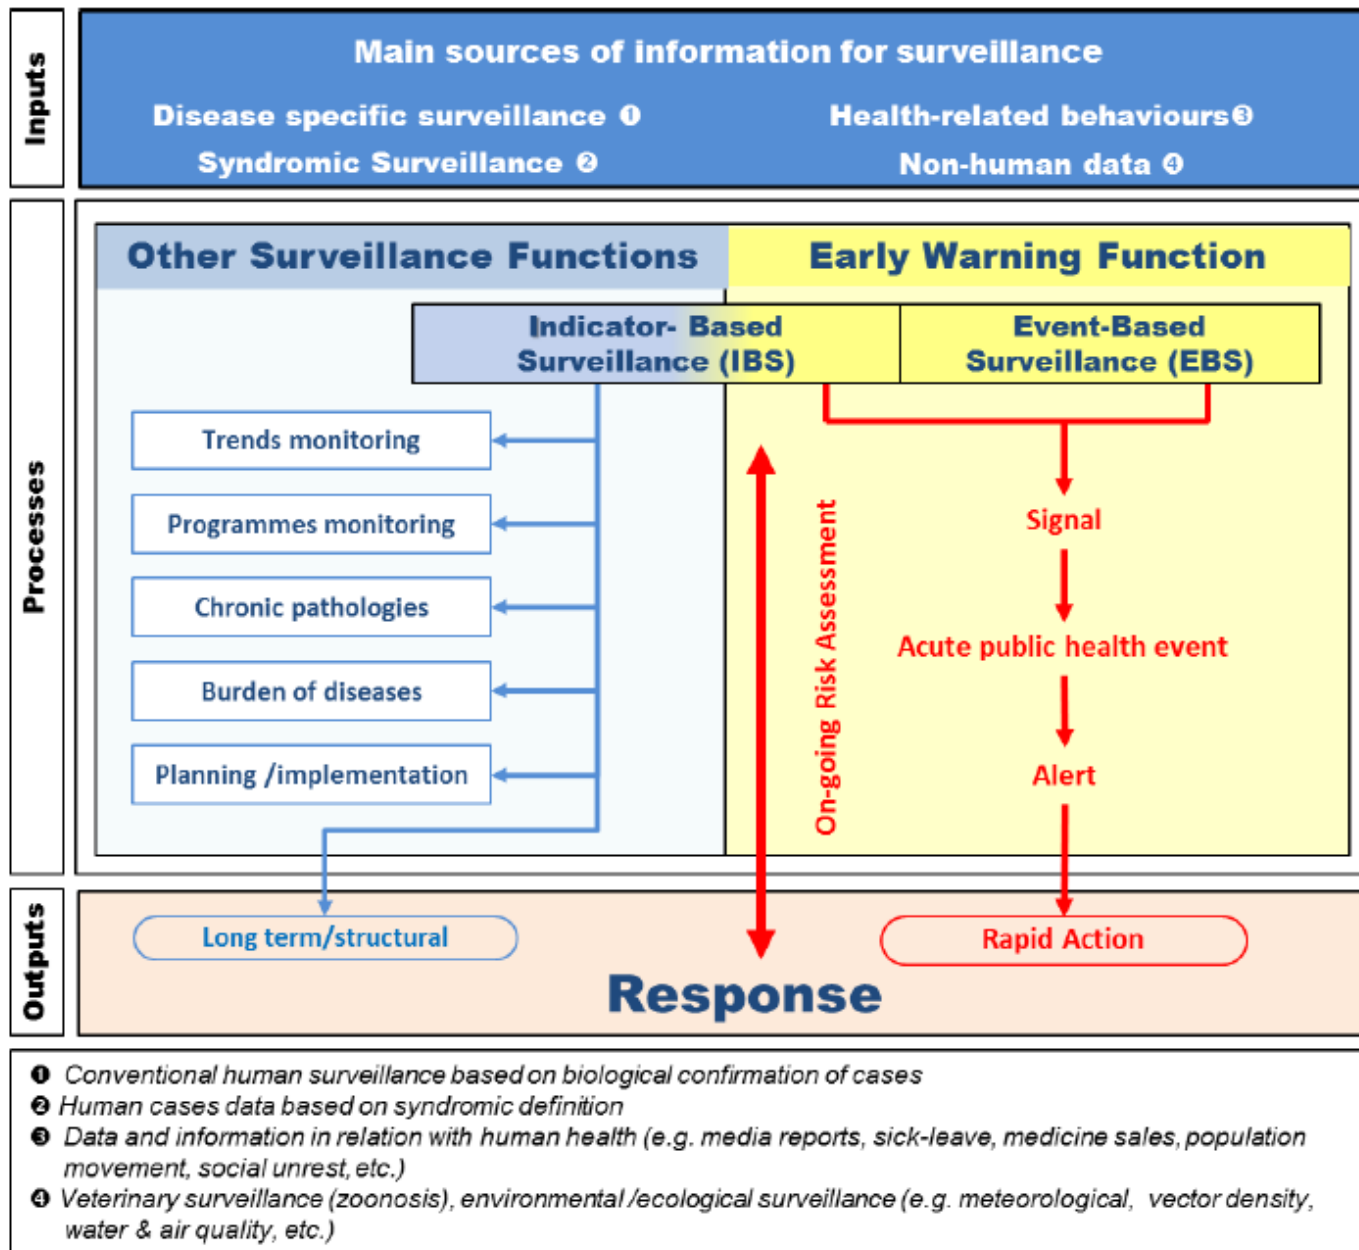 Inputs
Main sources of information for surveillance
Disease specific surveillance ❶
Health-related behaviours❸
Syndromic Surveillance ❷
Non-human data ❹
Processes
Other Surveillance Functions
Early Warning Function
Indicator- Based
Surveillance (IBS)
Event-Based
Surveillance (EBS)
Trends monitoring
Programmes monitoring
Chronic pathologies
Burden of diseases
Planning /implementation
On-going Risk Assessment
Signal
Acute public health event
Alert
Outputs
Long term/structural
Rapid Action
Response
❶ Conventional human surveillance based on biological confirmation of cases
❷ Human cases data based on syndromic definition
❸ Data and information in relation with human health (e.g. media reports, sick-leave, medicine sales, population
movement, social unrest, etc.)
❹ Veterinary surveillance (zoonosis), environmental /ecological surveillance (e.g. meteorological, vector density,
water & air quality, etc.)